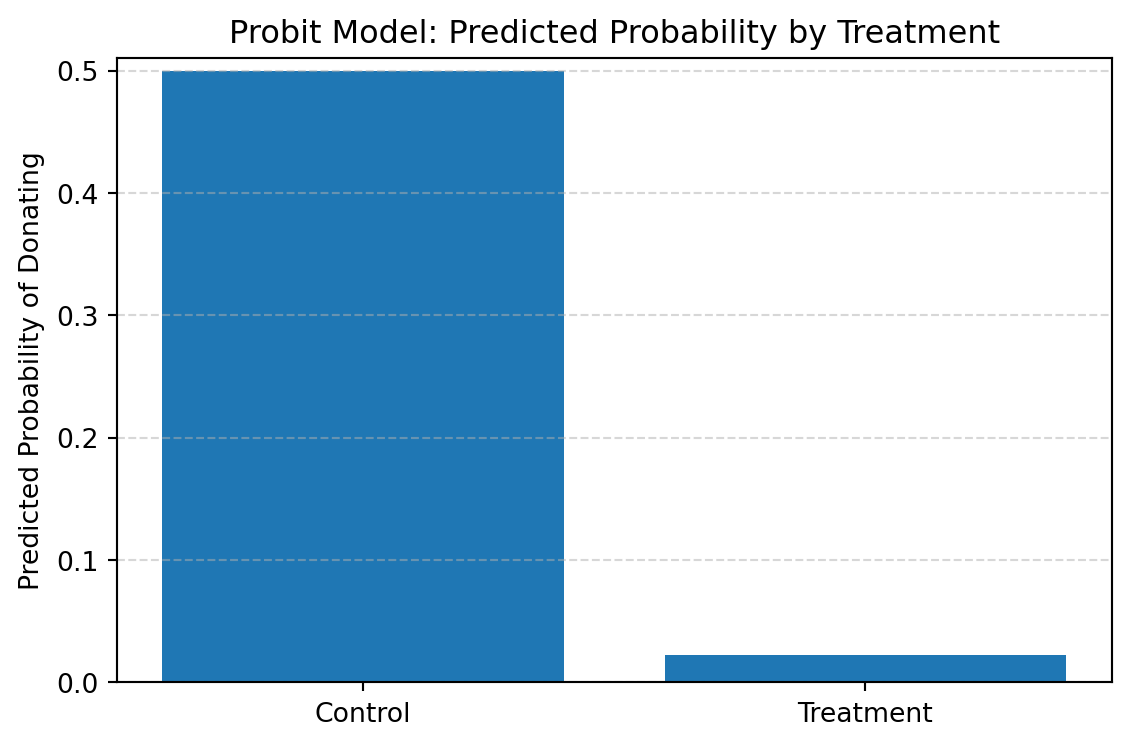 Probit Model: Predicted Probability by Treatment
Predicted Probability of Donating
0.5
0.4
0.3
0.2
0.1
0.0
Control
Treatment